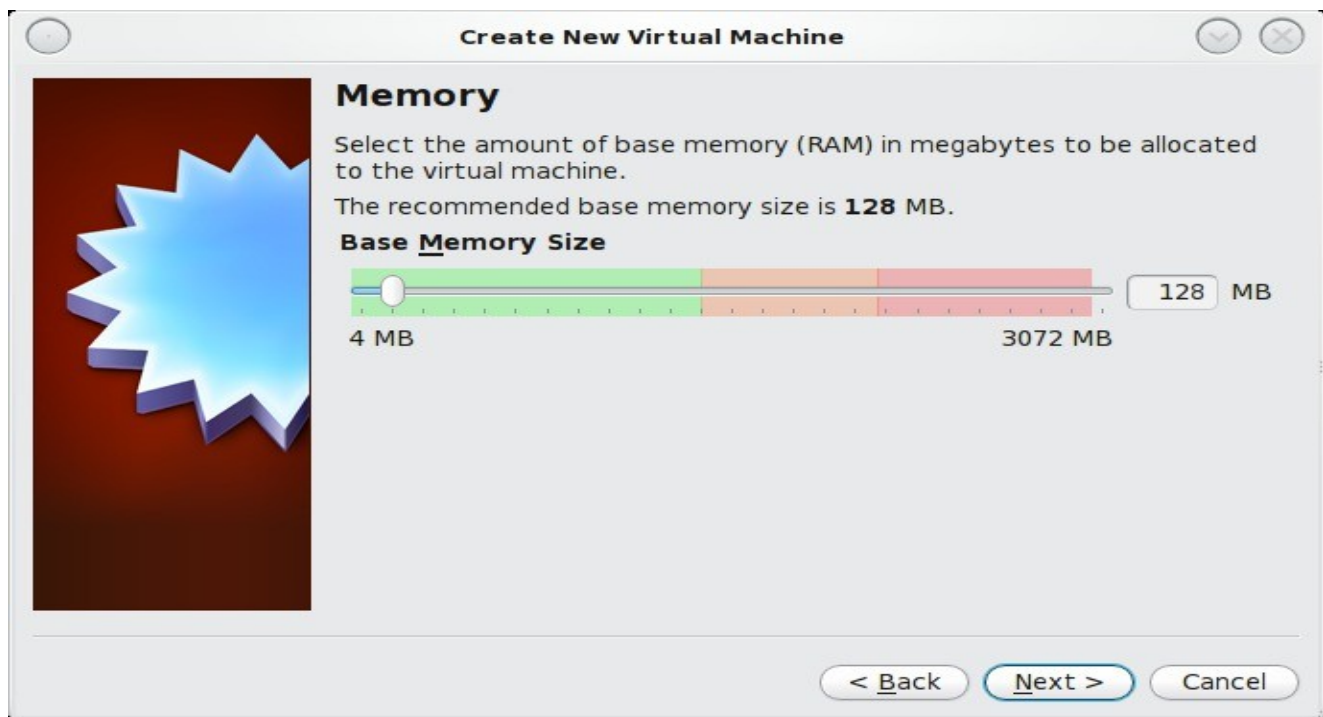 Create New Virtual Machine
Memory
Select the amount of base memory (RAM) in megabytes to be allocated
to the virtual machine.
The recommended base memory size is 128 MB.
Base Memory Size
128 MB
4 MB 3072 MB
< Back Next > Cancel